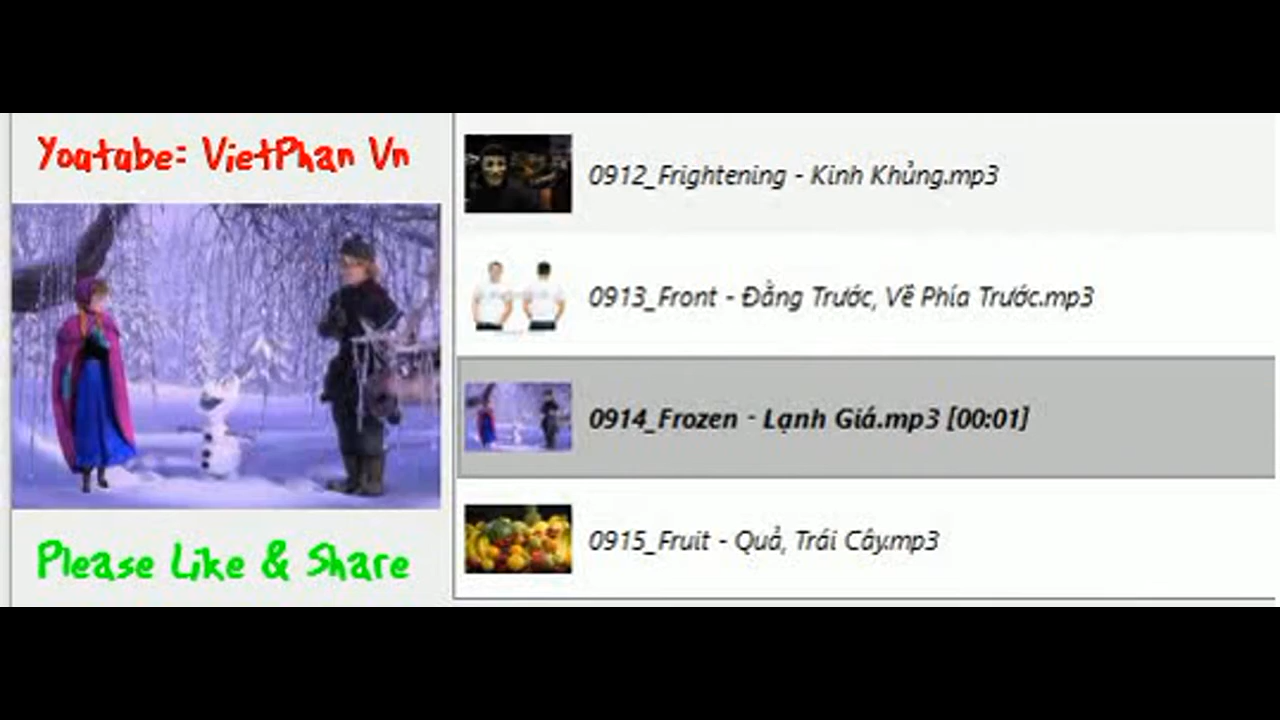 Youtube: VietPhan Vn
Please Like & Share
0912_Frightening - Kinh Khủng.mp3
0913_Front - Đằng Trước, Về Phía Trước.mp3
0914_Frozen - Lạnh Giá.mp3 [00:01]
0915_Fruit - Quả, Trái Cây.mp3